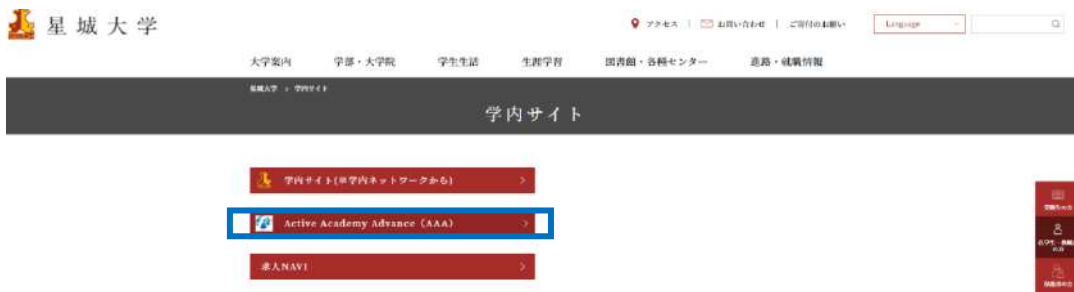 星城大学
アクセス | お問い合わせ | ご寄付のお願い
Language
大学案内 学部・大学院 学生生活 生涯学習 図書館・各種センター 進路・就職情報
星城大学 › 学内サイト
学内サイト
学内サイト(※学内ネットワークから)
Active Academy Advance（AAA）
求人NAVI